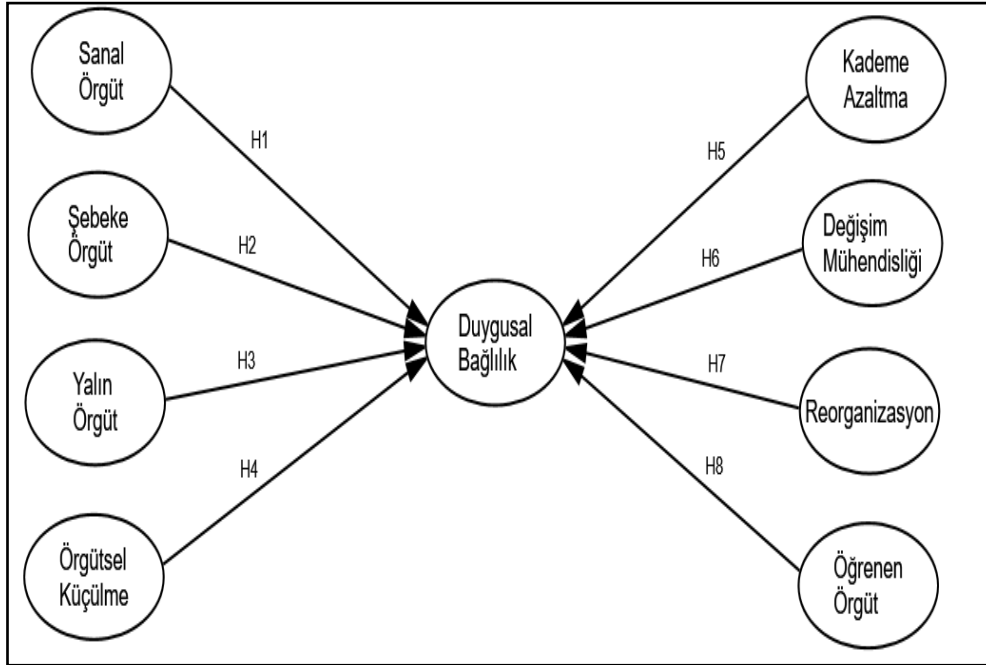 Sanal
Örgüt
H1
Şebeke
Örgüt
H2
Yalın
Örgüt
H3
Örgütsel
Küçülme
H4
Duygusal
Bağlılık
Kademe
Azaltma
H5
Değişim
Mühendisliği
H6
Reorganizasyon
H7
Öğrenen
Örgüt
H8